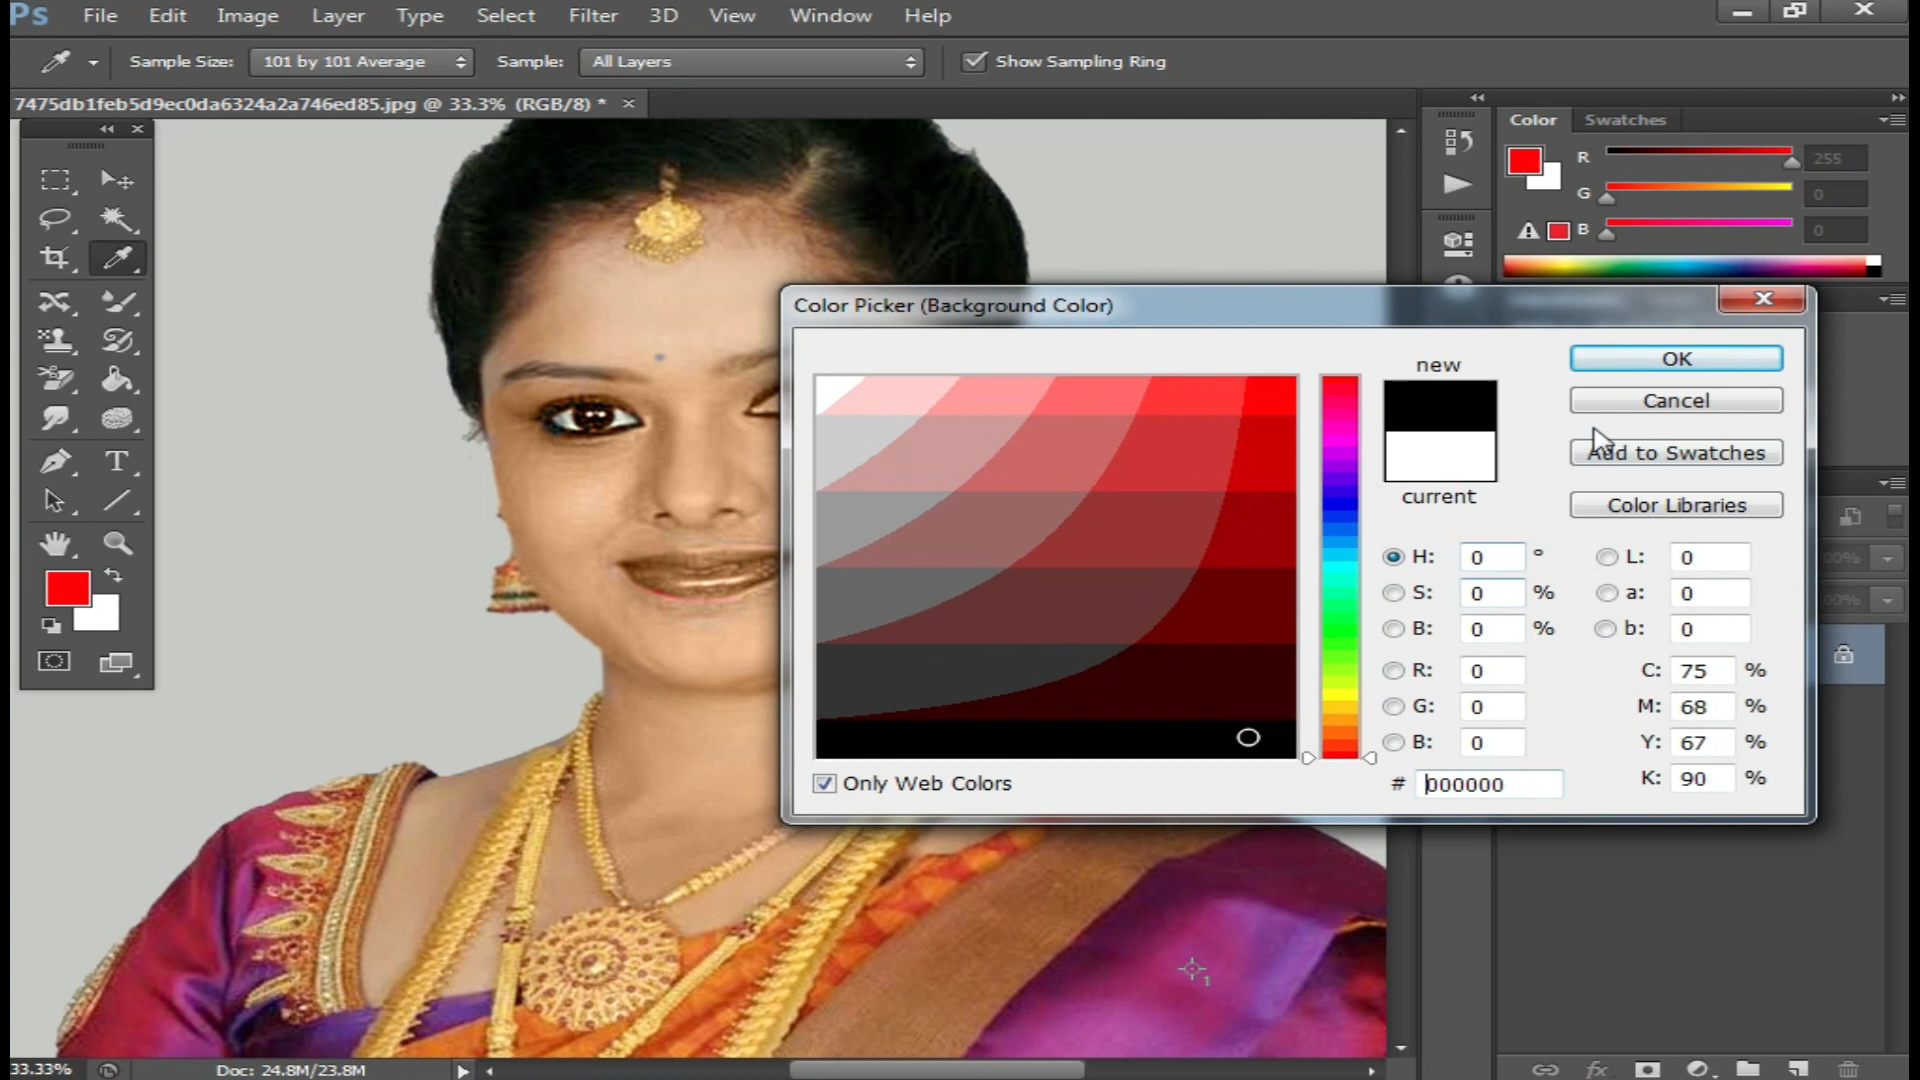 Ps File Edit Image Layer Type Select Filter 3D View Window Help
Sample Size: 101 by 101 Average Sample: All Layers Show Sampling Ring
7475db1feb5d9ec0da6324a2a746ed85.jpg @ 33.3% (RGB/8) * ×
Color Swatches
R 255
G 0
B 0
Color Picker (Background Color)
new
current
OK
Cancel
Add to Swatches
Color Libraries
H: 0 ° L: 0
S: 0 % a: 0
B: 0 % b: 0
R: 0 C: 75 %
G: 0 M: 68 %
B: 0 Y: 67 %
# 000000 K: 90 %
Only Web Colors
T
1
33.33% Doc: 24.8M/23.8M
fx